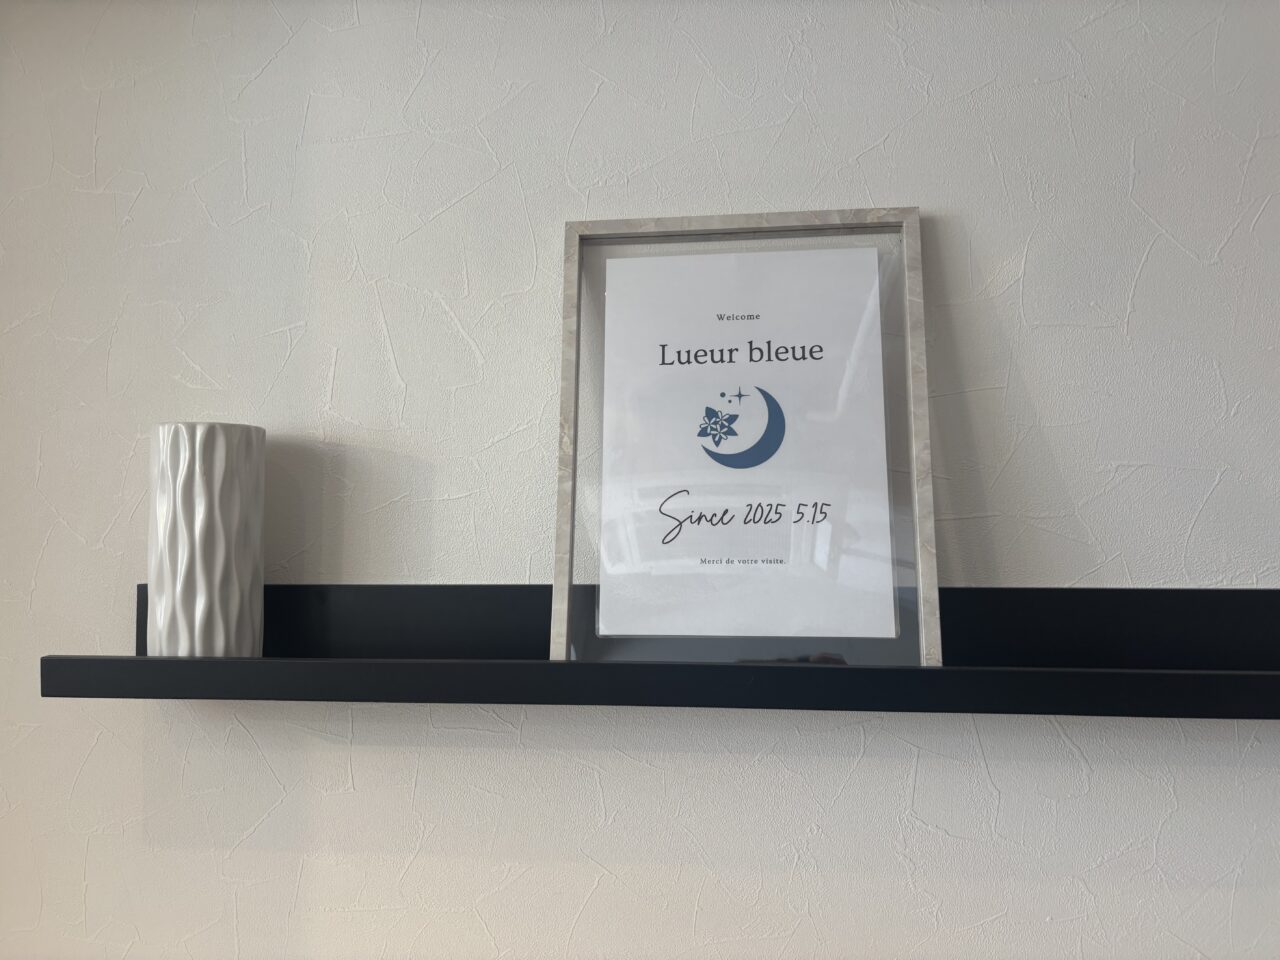 Welcome
Lueur bleue
Since 2025 5.15
Merci de votre visite.